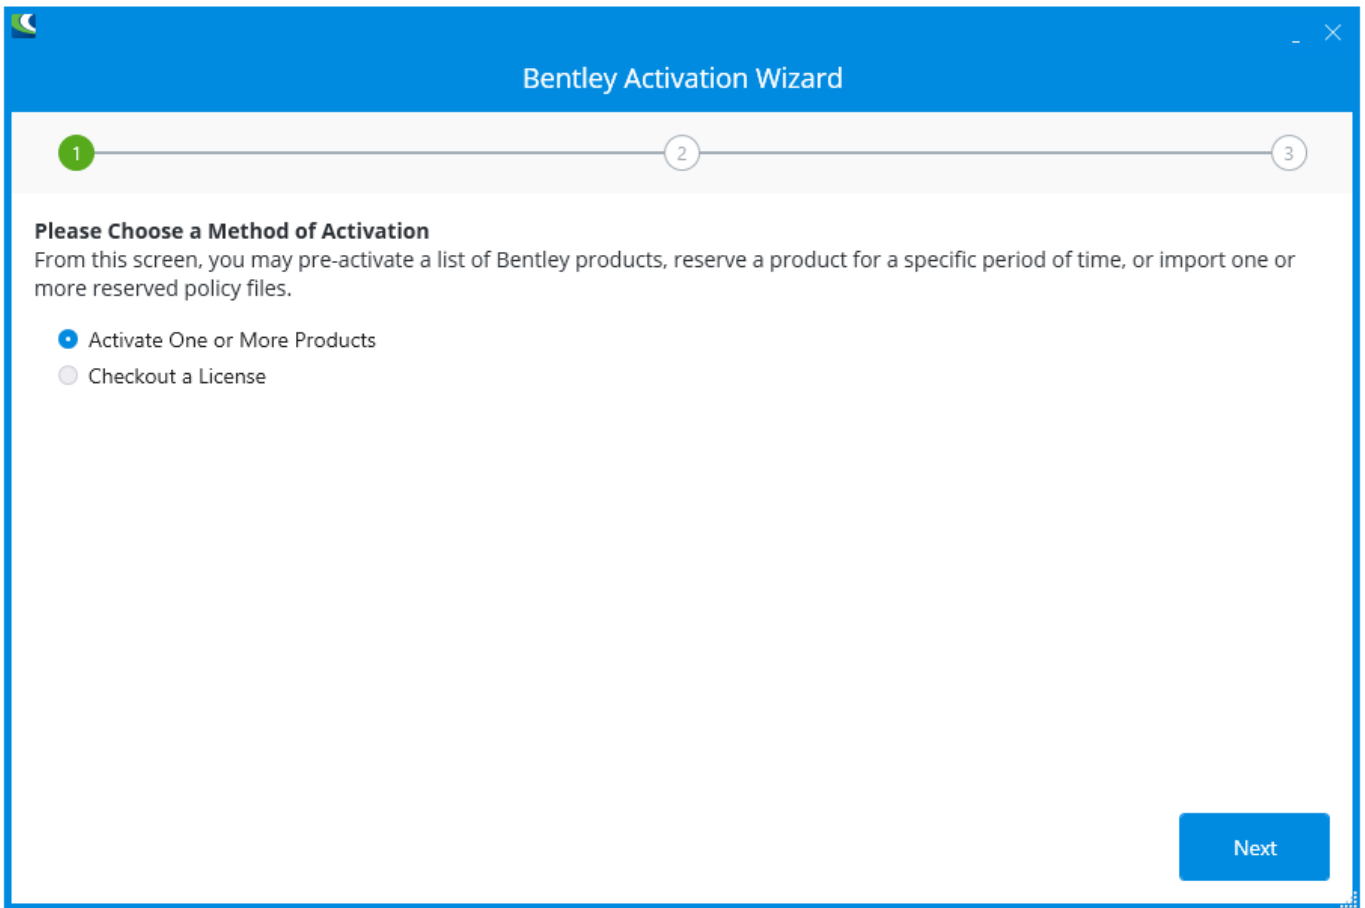 Bentley Activation Wizard
1
2
3
Please Choose a Method of Activation
From this screen, you may pre-activate a list of Bentley products, reserve a product for a specific period of time, or import one or
more reserved policy files.
Activate One or More Products
Checkout a License
Next